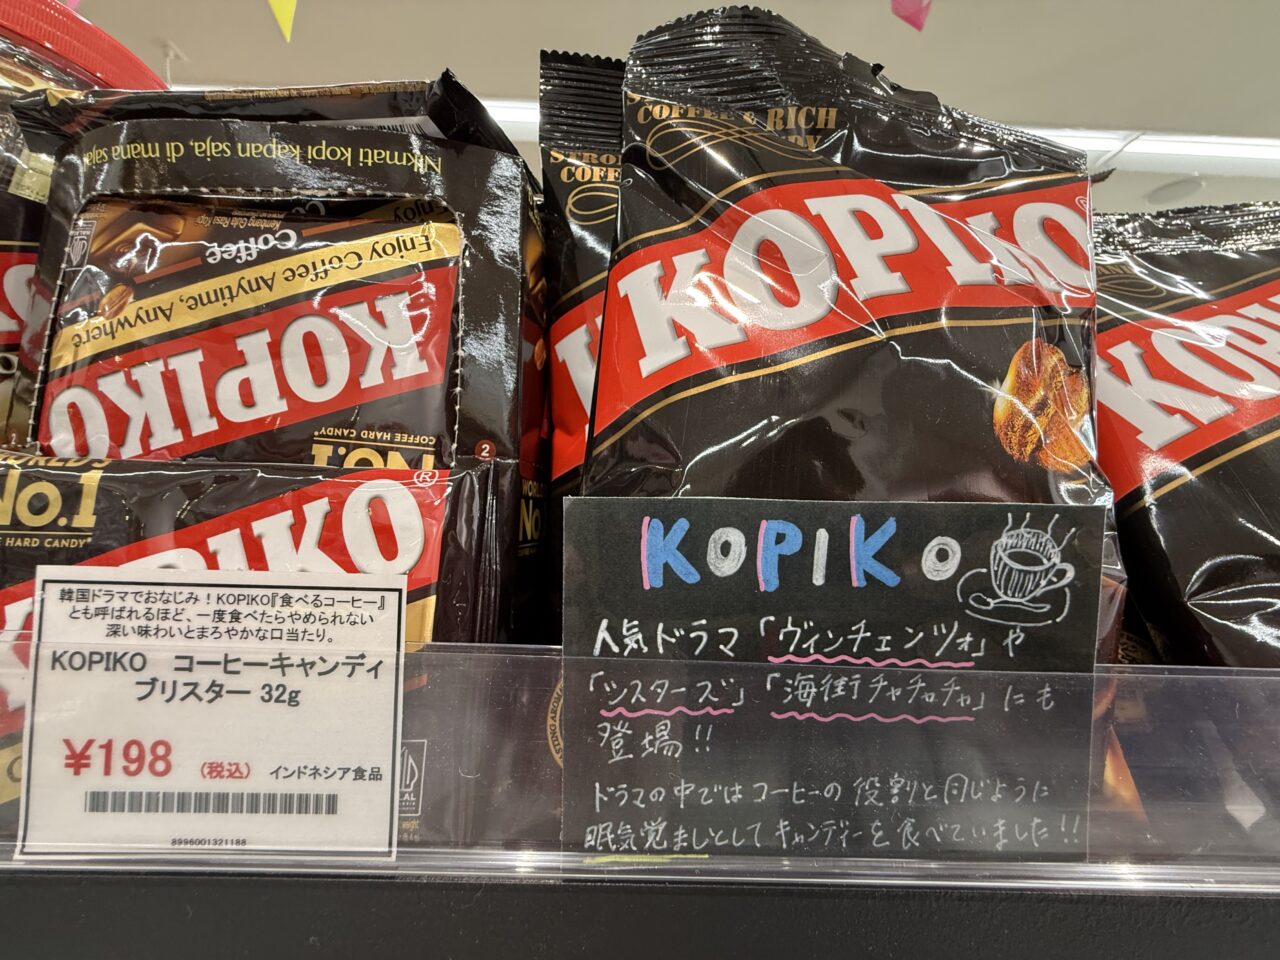 Nikmati kopi kapan saja, di mana saja
Coffee
Enjoy Coffee Anytime, Anywhere
KOPIKO
COFFEE HARD CANDY
NO.1
2
No.1
HARD CANDY
KOPIKO®
COFFEE & RICH
KOPIKO
STRO
COFF
韓国ドラマでおなじみ!KOPIKO『食べるコーヒー』
とも呼ばれるほど、一度食べたらやめられない
深い味わいとまろやかな口当たり。
KOPIKO コーヒーキャンディ
ブリスター 32g
¥198 (税込) インドネシア食品
8996001321188
KOPIKO
人気ドラマ「ヴィンチェンツォ」や
「シスターズ」「海街チャチャチャ」にも
登場!!
ドラマの中ではコーヒーの役割と同じように
眠気覚ましとしてキャンディーを食べていました!!